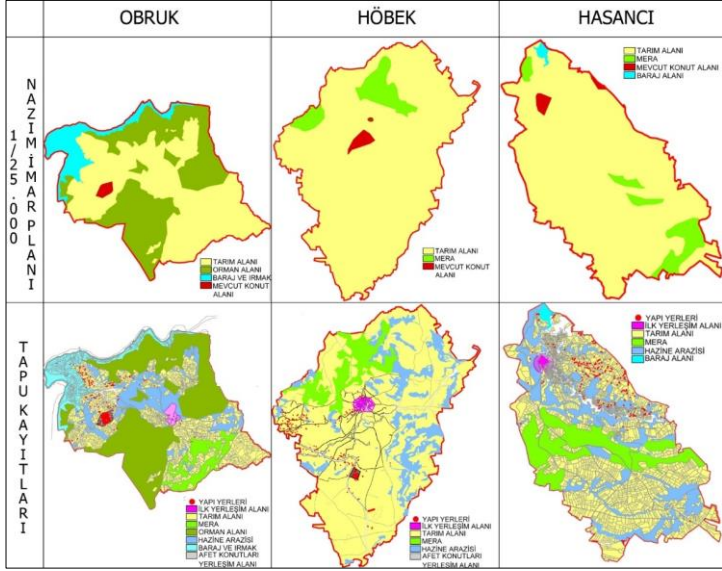 OBRUK
HÖBEK
HASANCI
NAZIM İMAR PLANI
1/25.000
TARIM ALANI
ORMAN ALANI
BARAJ VE IRMAK
MEVCUT KONUT
ALANI
TARIM ALANI
MERA
MEVCUT KONUT
ALANI
TARIM ALANI
MERA
MEVCUT KONUT ALANI
BARAJ ALANI
TAPU KAYITLARI
YAPI YERLERİ
İLK YERLEŞİM ALANI
TARIM ALANI
MERA
ORMAN ALANI
HAZİNE ARAZİSİ
BARAJ VE IRMAK
AFET KONUTLARI
YERLEŞİM ALANI
YAPI YERLERİ
İLK YERLEŞİM ALANI
TARIM ALANI
MERA
HAZİNE ARAZİSİ
AFET KONUTLARI
YERLEŞİM ALANI
YAPI YERLERİ
İLK YERLEŞİM ALANI
TARIM ALANI
MERA
HAZİNE ARAZİSİ
BARAJ ALANI